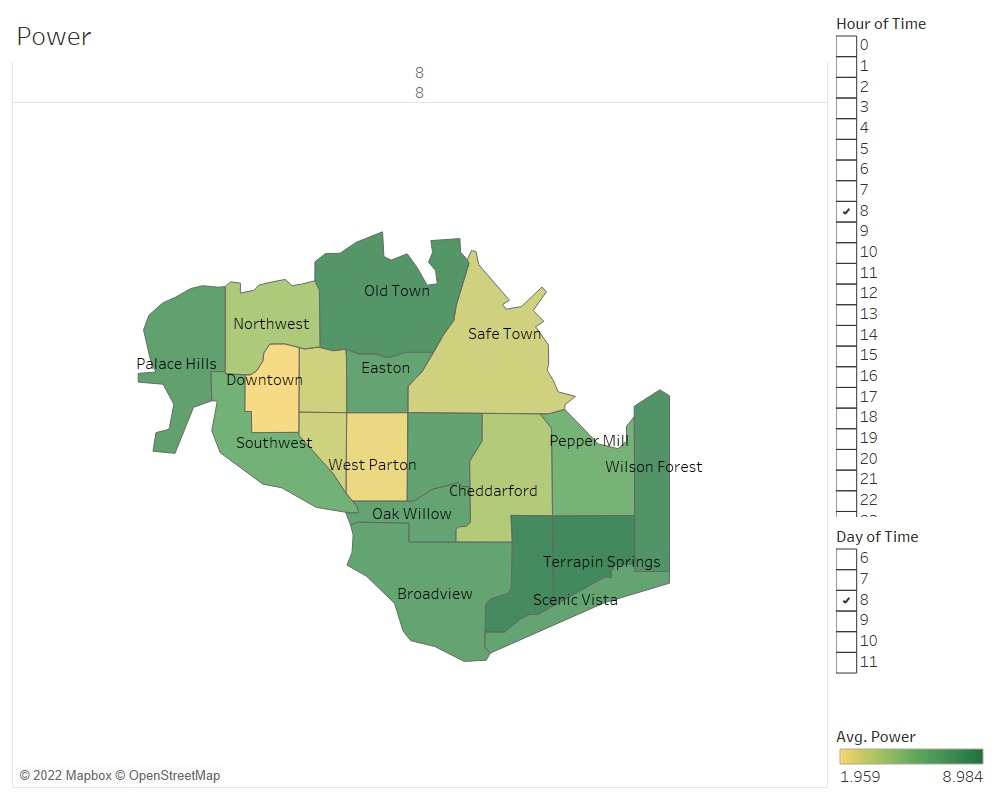 Power
8
8
Old Town
Northwest
Safe Town
Palace Hills
Easton
Downtown
Southwest
Pepper Mill
West Parton
Wilson Forest
Cheddarford
Oak Willow
Terrapin Springs
Broadview
Scenic Vista
© 2022 Mapbox © OpenStreetMap
Hour of Time
0
1
2
3
4
5
6
7
8
9
10
11
12
13
14
15
16
17
18
19
20
21
22
Day of Time
6
7
8
9
10
11
Avg. Power
1.959 8.984